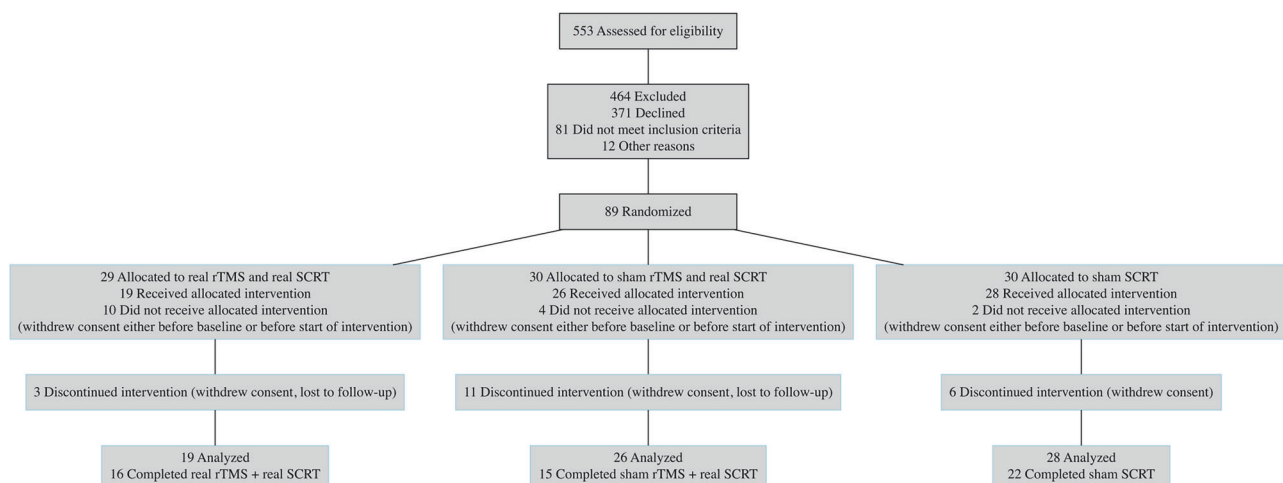 553 Assessed for eligibility
464 Excluded
371 Declined
81 Did not meet inclusion criteria
12 Other reasons
89 Randomized
29 Allocated to real rTMS and real SCRT
19 Received allocated intervention
10 Did not receive allocated intervention
(withdrew consent either before baseline or before start of intervention)
30 Allocated to sham rTMS and real SCRT
26 Received allocated intervention
4 Did not receive allocated intervention
(withdrew consent either before baseline or before start of intervention)
30 Allocated to sham SCRT
28 Received allocated intervention
2 Did not receive allocated intervention
(withdrew consent either before baseline or before start of intervention)
3 Discontinued intervention (withdrew consent, lost to follow-up)
11 Discontinued intervention (withdrew consent, lost to follow-up)
6 Discontinued intervention (withdrew consent)
19 Analyzed
16 Completed real rTMS + real SCRT
26 Analyzed
15 Completed sham rTMS + real SCRT
28 Analyzed
22 Completed sham SCRT